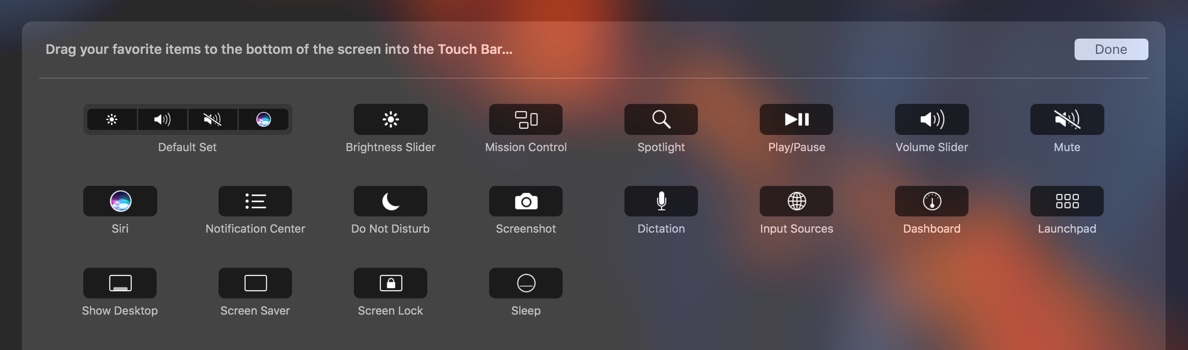 Drag your favorite items to the bottom of the screen into the Touch Bar...
Done
Default Set
Brightness Slider
Mission Control
Spotlight
Play/Pause
Volume Slider
Mute
Siri
Notification Center
Do Not Disturb
Screenshot
Dictation
Input Sources
Dashboard
Launchpad
Show Desktop
Screen Saver
Screen Lock
Sleep